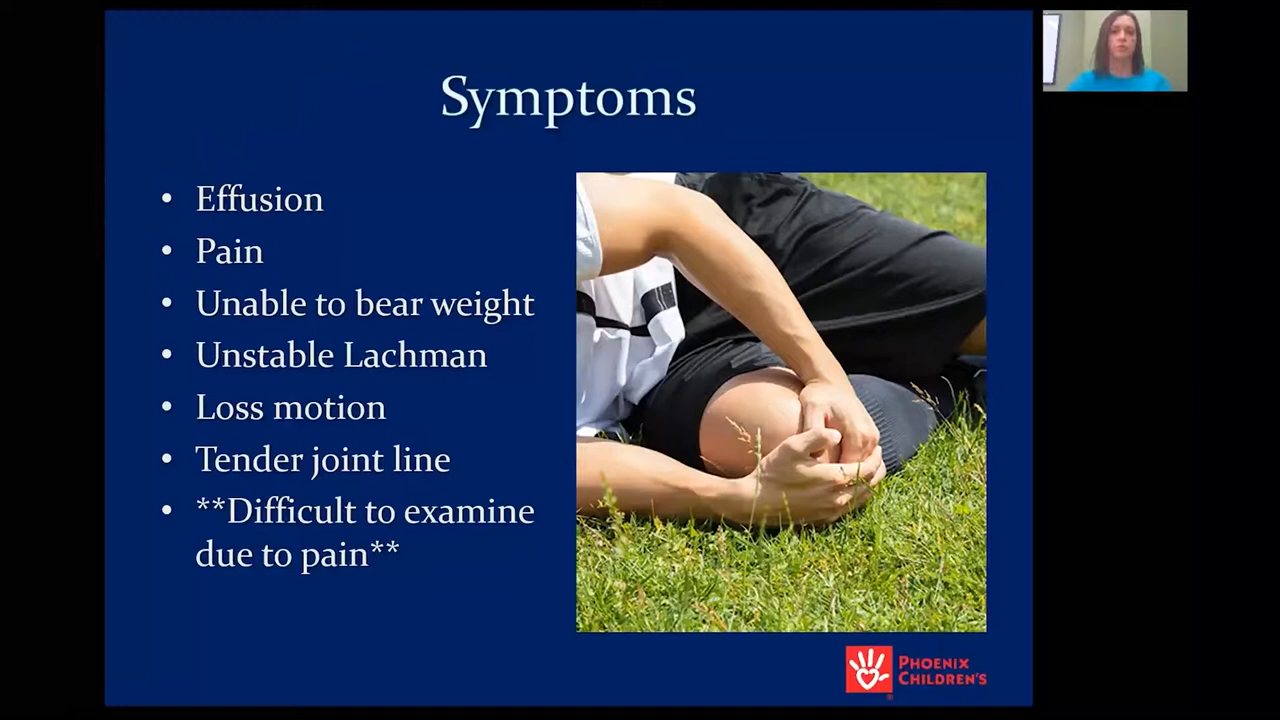 Symptoms
• Effusion
• Pain
• Unable to bear weight
• Unstable Lachman
• Loss motion
• Tender joint line
• **Difficult to examine
due to pain**
PHOENIX
CHILDREN'S